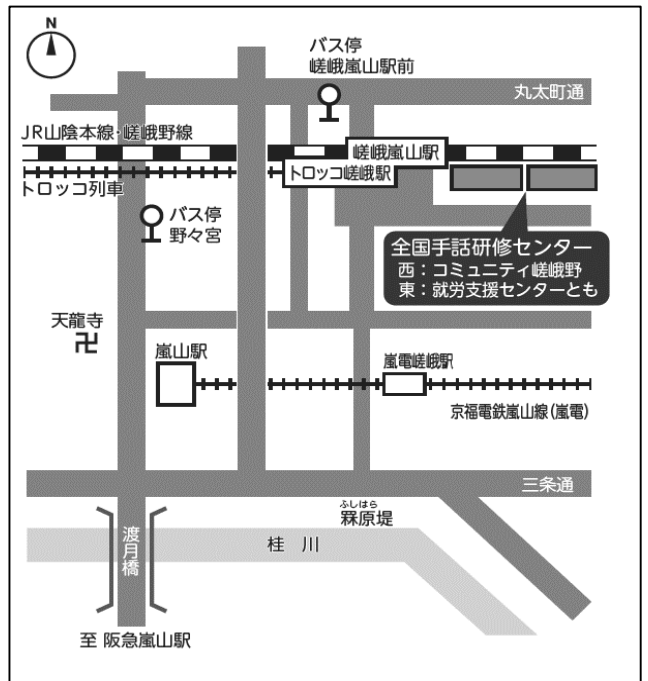 N
バス停
嵯峨嵐山駅前
丸太町通
JR山陰本線・嵯峨野線
嵯峨嵐山駅
トロッコ嵯峨駅
トロッコ列車
バス停
野々宮
全国手話研修センター
西：コミュニティ嵯峨野
東：就労支援センターとも
天龍寺
卍
嵐山駅
嵐電嵯峨駅
京福電鉄嵐山線（嵐電）
三条通
ふしはら
罧原堤
渡月橋
桂 川
至 阪急嵐山駅